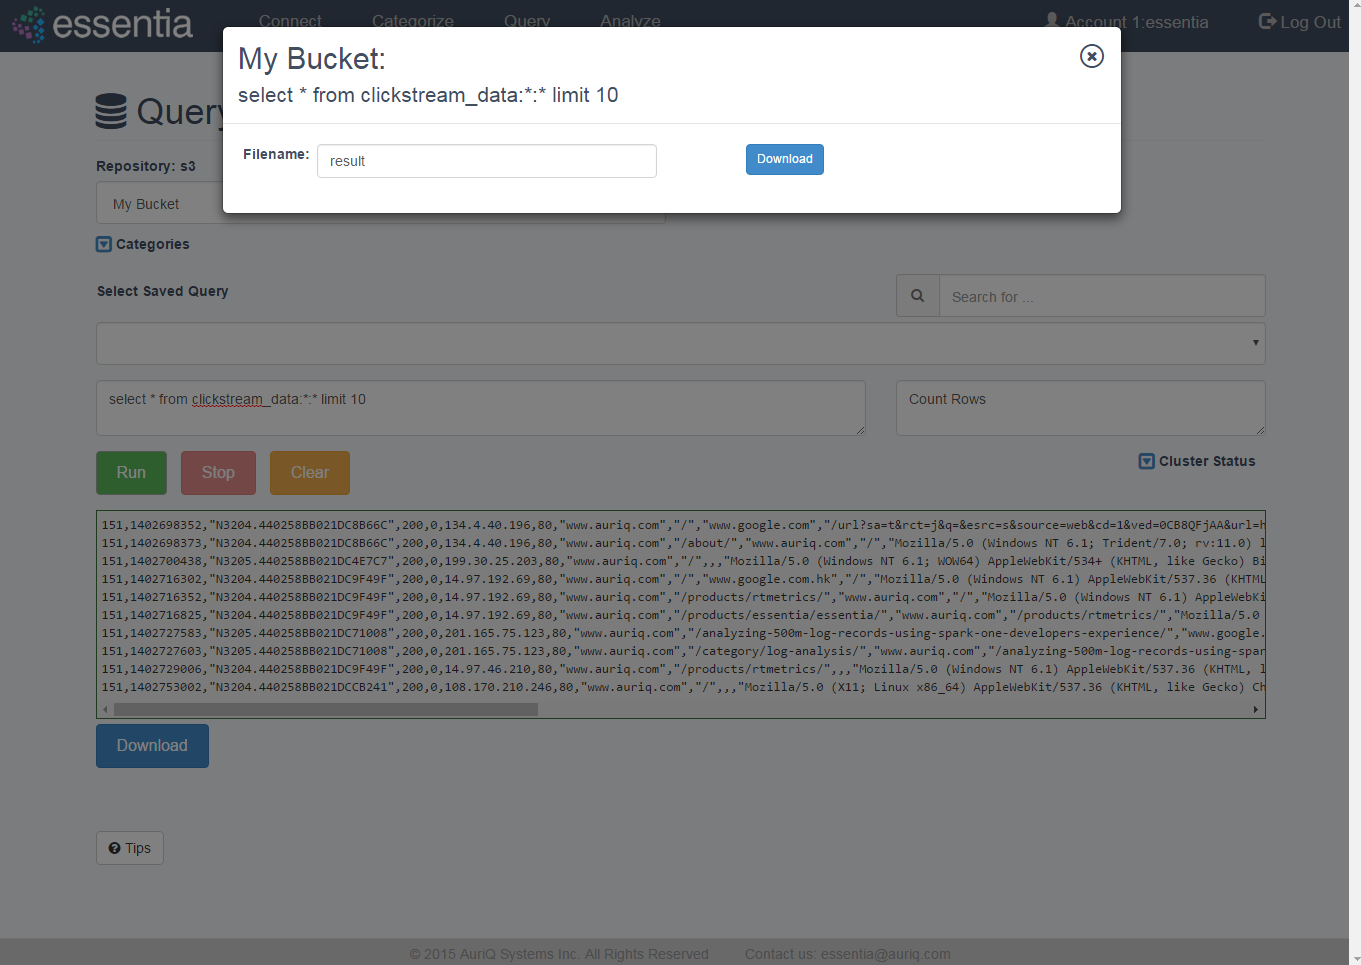 essentia Connect Categorize Query Analyze Account 1:essentia Log Out
My Bucket:
select * from clickstream_data:*:* limit 10
Query
Filename: result Download
Repository: s3
My Bucket
Categories
Select Saved Query
Search for ...
select * from clickstream_data:*:* limit 10
Count Rows
Run Stop Clear
Cluster Status
151,1402698352,"N3204.440258BB021DC8B66C",200,0,134.4.40.196,80,"www.auriq.com","/","www.google.com","/url?sa=t&rct=j&q=&esrc=s&source=web&cd=1&ved=0CB8QFjAA&url=h
151,1402698373,"N3204.440258BB021DC8B66C",200,0,134.4.40.196,80,"www.auriq.com","/about/","www.auriq.com","/","Mozilla/5.0 (Windows NT 6.1; Trident/7.0; rv:11.0) l
151,1402700438,"N3205.440258BB021DC4E7C7",200,0,199.30.25.203,80,"www.auriq.com","/",,,"Mozilla/5.0 (Windows NT 6.1; WOW64) AppleWebKit/534+ (KHTML, like Gecko) Bi
151,1402716302,"N3204.440258BB021DC9F49F",200,0,14.97.192.69,80,"www.auriq.com","/","www.google.com.hk","/","Mozilla/5.0 (Windows NT 6.1) AppleWebKit/537.36 (KHTML
151,1402716352,"N3204.440258BB021DC9F49F",200,0,14.97.192.69,80,"www.auriq.com","/products/rtmetrics/","www.auriq.com","/","Mozilla/5.0 (Windows NT 6.1) AppleWebKi
151,1402716825,"N3204.440258BB021DC9F49F",200,0,14.97.192.69,80,"www.auriq.com","/products/essentia/essentia/","www.auriq.com","/products/rtmetrics/","Mozilla/5.0
151,1402727583,"N3205.440258BB021DC71008",200,0,201.165.75.123,80,"www.auriq.com","/analyzing-500m-log-records-using-spark-one-developers-experience/","www.google.
151,1402727603,"N3205.440258BB021DC71008",200,0,201.165.75.123,80,"www.auriq.com","/category/log-analysis/","www.auriq.com","/analyzing-500m-log-records-using-spar
151,1402729006,"N3204.440258BB021DC9F49F",200,0,14.97.46.210,80,"www.auriq.com","/products/rtmetrics/",,,"Mozilla/5.0 (Windows NT 6.1) AppleWebKit/537.36 (KHTML, l
151,1402753002,"N3204.440258BB021DCCB241",200,0,108.170.210.246,80,"www.auriq.com","/",,,"Mozilla/5.0 (X11; Linux x86_64) AppleWebKit/537.36 (KHTML, like Gecko) Ch
Download
Tips
© 2015 AuriQ Systems Inc. All Rights Reserved Contact us: essentia@auriq.com